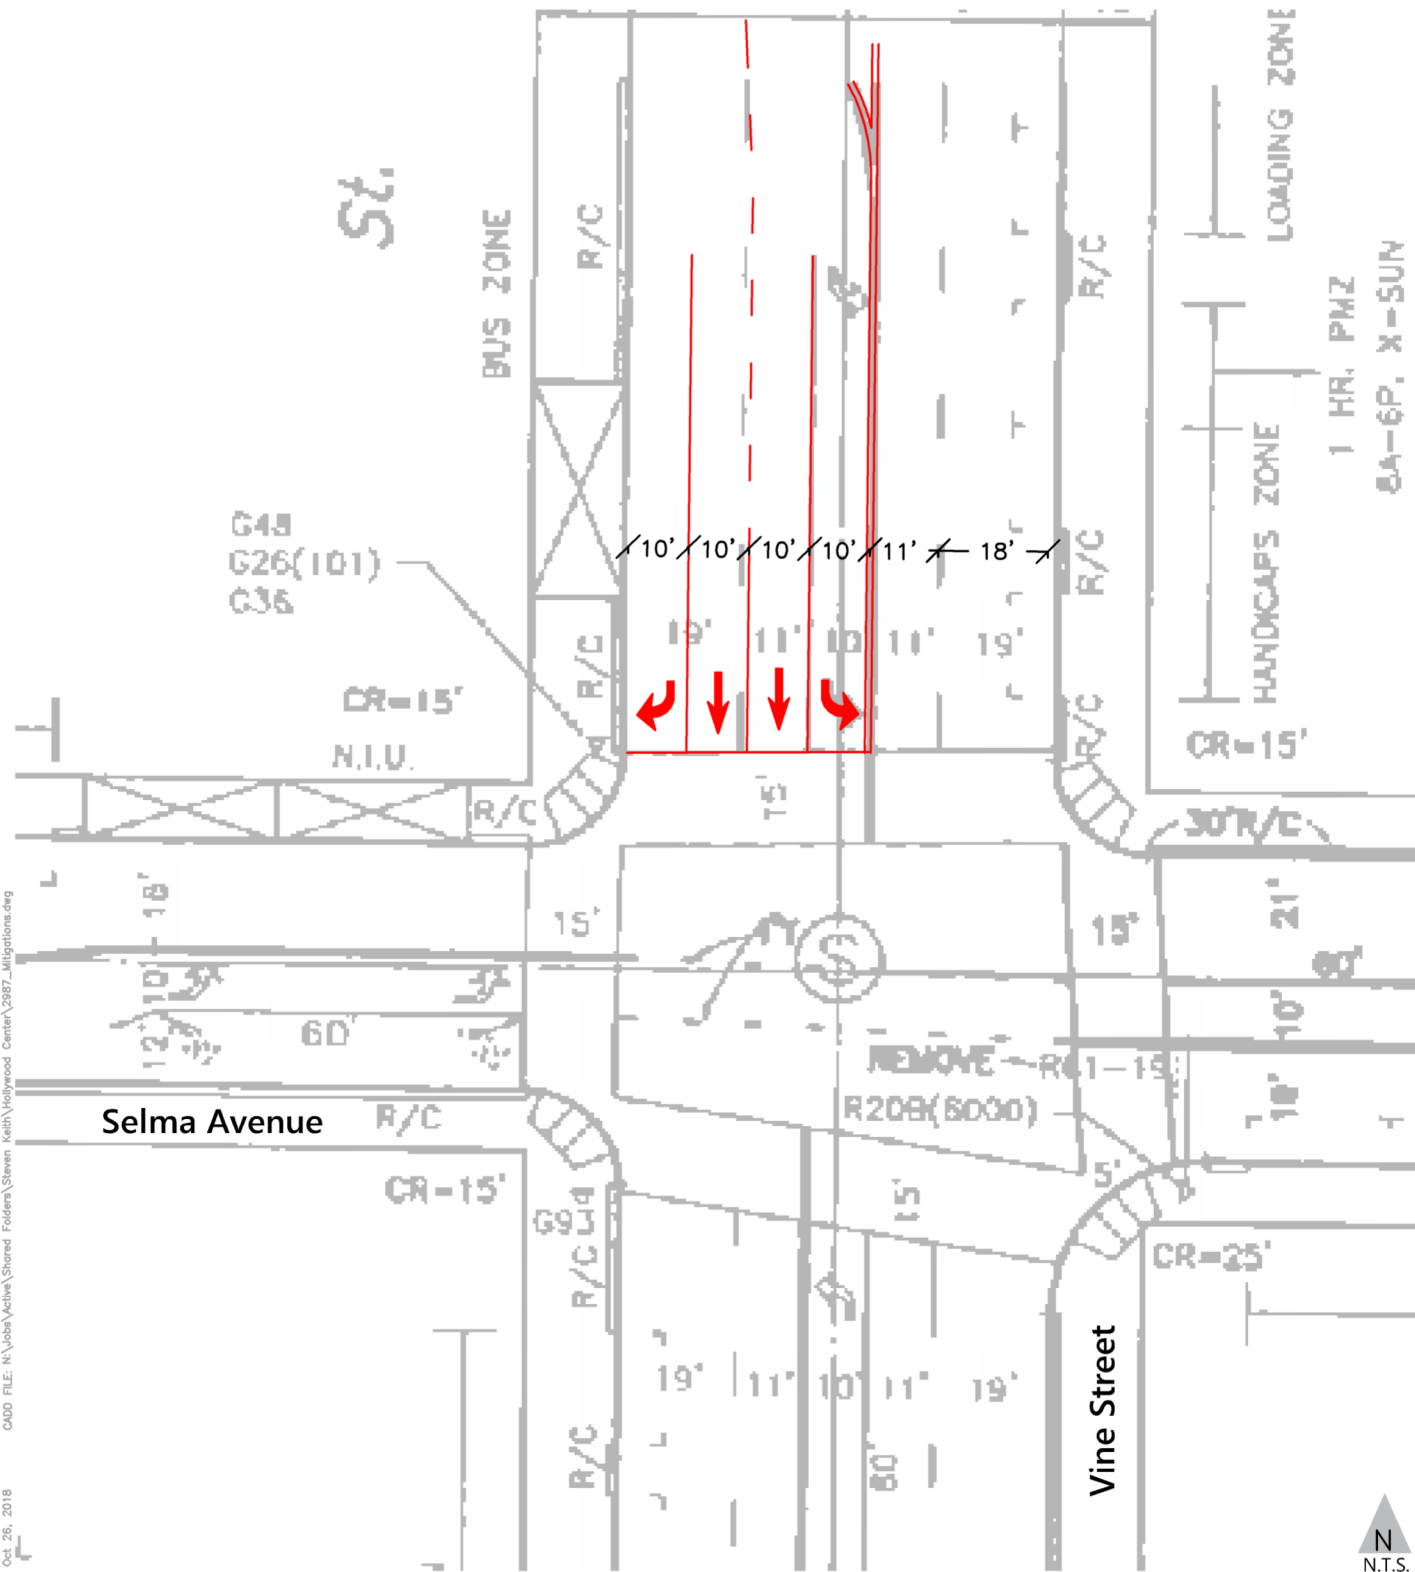 St.
BUS ZONE
R/C
R/C
LOADING ZONE
1 HR. PMZ
8A-6P, X-SUN
HANDICAPS ZONE
G48
G26(101)
G36
10' 10' 10' 10' 11' 18'
R/C
19' 11' 10 11' 19'
R/C
R/C
CR=15'
CR=15'
N.I.U.
R/C
15'
30'R/C
18'
15'
15'
21'
10'
12'
60'
10'
18'
S
REMOVE
R61-15
R20B(6000)
Selma Avenue
R/C
CR=15'
G934
R/C
15'
5'
CR=25'
19' 11' 10' 11' 19'
R/C
60'
Vine Street
Oct 26, 2018 CADD FILE: N:\Jobs\Active\Shared Folders\Steven Keith\Hollywood Center\2987_Mitigations.dwg
N
N.T.S.